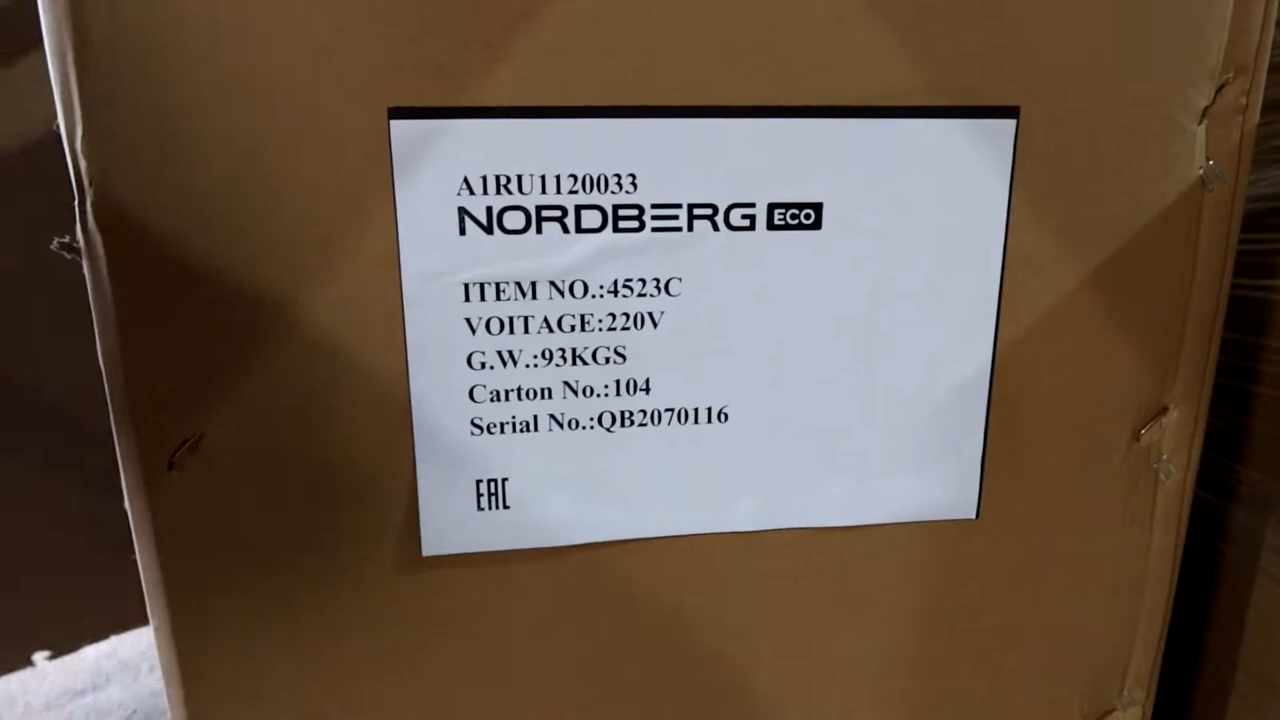 A1RU1120033
NORDBERG ECO
ITEM NO.:4523C
VOITAGE:220V
G.W.:93KGS
Carton No.:104
Serial No.:QB2070116
EAC